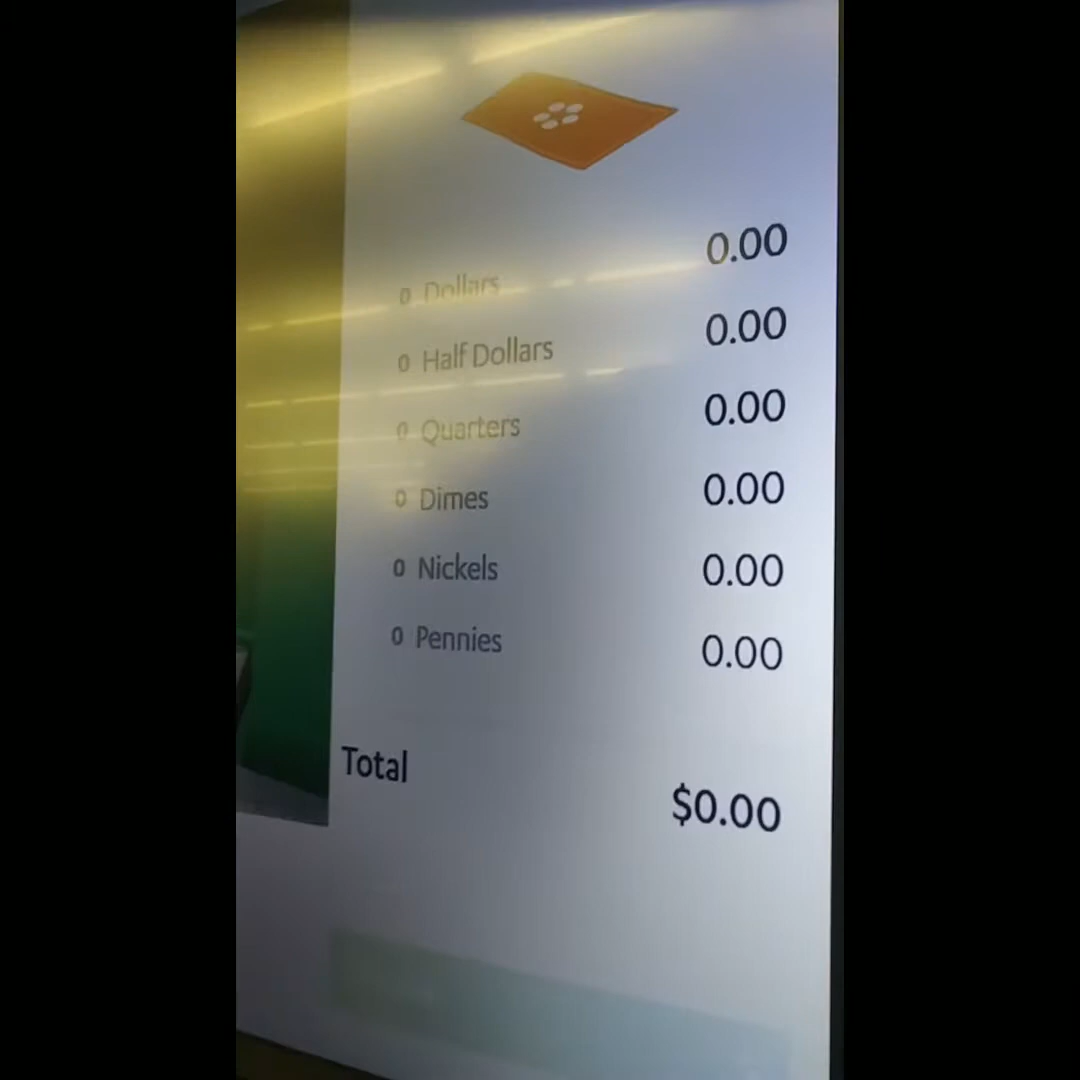 0 Dollars 0.00
0 Half Dollars 0.00
0 Quarters 0.00
0 Dimes 0.00
0 Nickels 0.00
0 Pennies 0.00
Total $0.00